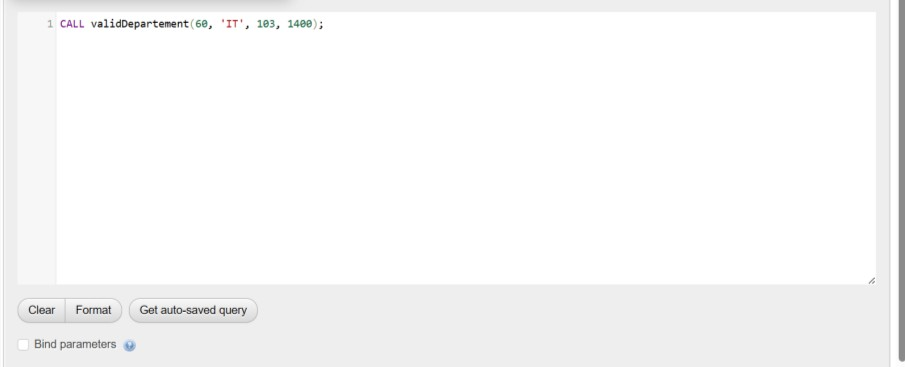 1 CALL validDepartement(60, 'IT', 103, 1400);
Clear Format Get auto-saved query
Bind parameters